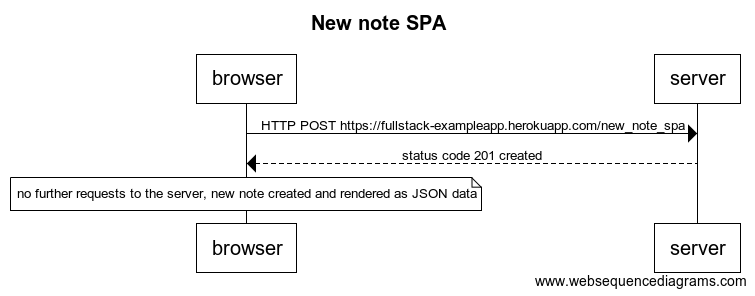 New note SPA
browser
server
HTTP POST https://fullstack-exampleapp.herokuapp.com/new_note_spa
status code 201 created
no further requests to the server, new note created and rendered as JSON data
browser
server
www.websequencediagrams.com